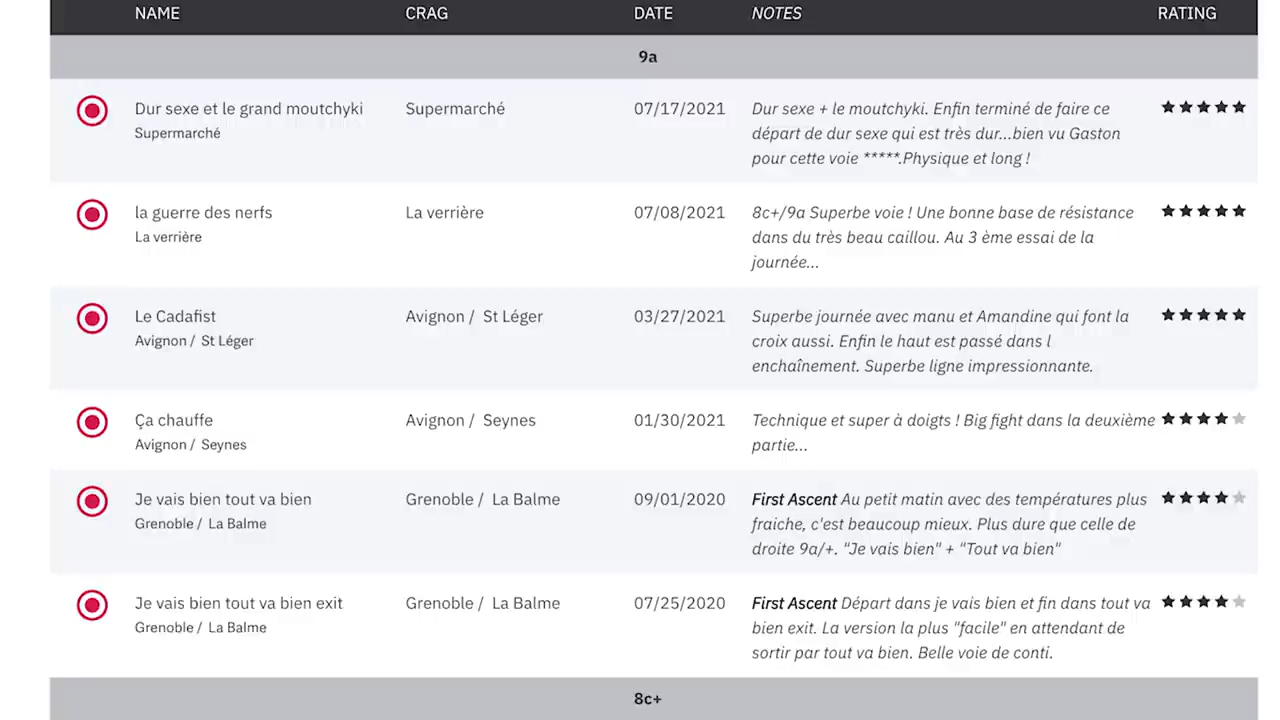 NAME CRAG DATE NOTES RATING
9a
Dur sexe et le grand moutchyki Supermarché 07/17/2021 Dur sexe + le moutchyki. Enfin terminé de faire ce
Supermarché départ de dur sexe qui est très dur...bien vu Gaston
pour cette voie *****.Physique et long !
la guerre des nerfs La verrière 07/08/2021 8c+/9a Superbe voie ! Une bonne base de résistance
La verrière dans du très beau caillou. Au 3 ème essai de la
journée...
Le Cadafist Avignon / St Léger 03/27/2021 Superbe journée avec manu et Amandine qui font la
Avignon / St Léger croix aussi. Enfin le haut est passé dans l
enchaînement. Superbe ligne impressionnante.
Ça chauffe Avignon / Seynes 01/30/2021 Technique et super à doigts ! Big fight dans la deuxième
Avignon / Seynes partie...
Je vais bien tout va bien Grenoble / La Balme 09/01/2020 First Ascent Au petit matin avec des températures plus
Grenoble / La Balme fraiche, c'est beaucoup mieux. Plus dure que celle de
droite 9a/+. "Je vais bien" + "Tout va bien"
Je vais bien tout va bien exit Grenoble / La Balme 07/25/2020 First Ascent Départ dans je vais bien et fin dans tout va
Grenoble / La Balme bien exit. La version la plus "facile" en attendant de
sortir par tout va bien. Belle voie de conti.
8c+